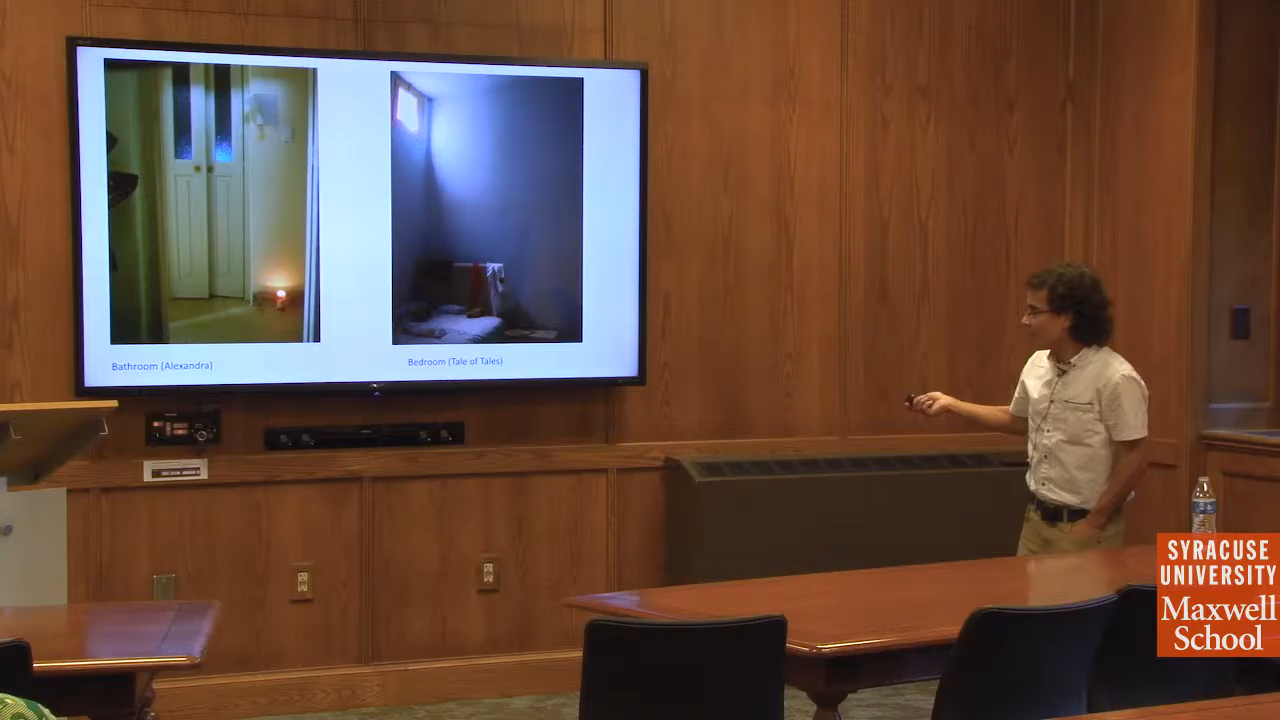 Bathroom (Alexandra)
Bedroom (Tale of Tales)
SYRACUSE
UNIVERSITY
Maxwell
School